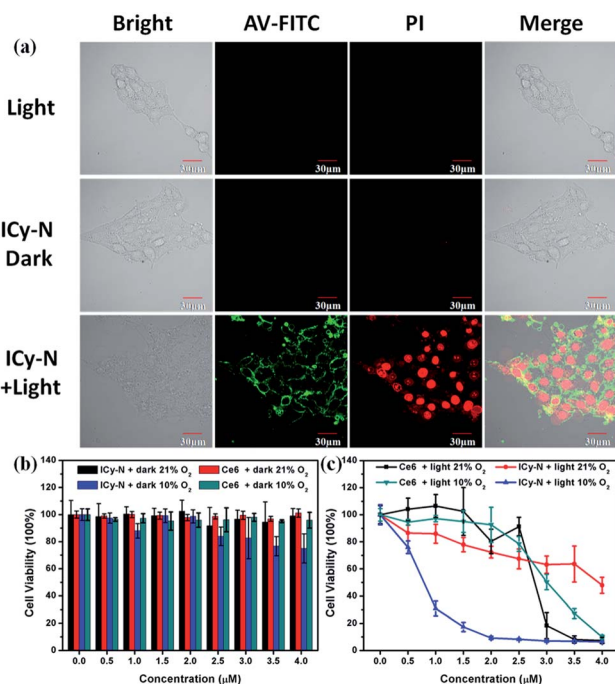 Bright AV-FITC PI Merge
(a)
Light
30μm 30μm 30μm 30μm
ICy-N
Dark
30μm 30μm 30μm 30μm
ICy-N
+Light
30μm 30μm 30μm 30μm
(b)
ICy-N + dark 21% O₂ Ce6 + dark 21% O₂
ICy-N + dark 10% O₂ Ce6 + dark 10% O₂
Cell Viability (100%)
140
120
100
80
60
40
20
0
0.0 0.5 1.0 1.5 2.0 2.5 3.0 3.5 4.0
Concentration (μM)
(c)
Ce6 + light 21% O₂ ICy-N + light 21% O₂
Ce6 + light 10% O₂ ICy-N + light 10% O₂
Cell Viability (100%)
140
120
100
80
60
40
20
0
0.0 0.5 1.0 1.5 2.0 2.5 3.0 3.5 4.0
Concentration (μM)